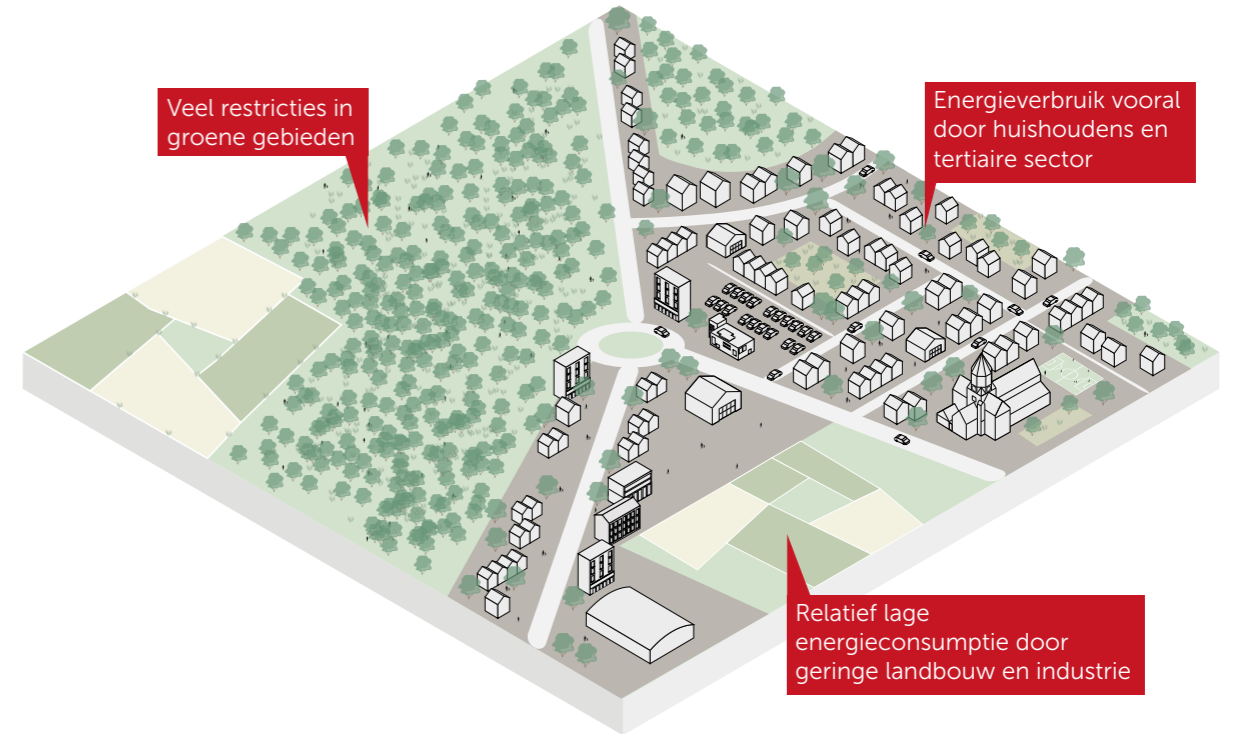 Veel restricties in
groene gebieden
Energieverbruik vooral
door huishoudens en
tertiaire sector
Relatief lage
energieconsumptie door
geringe landbouw en industrie